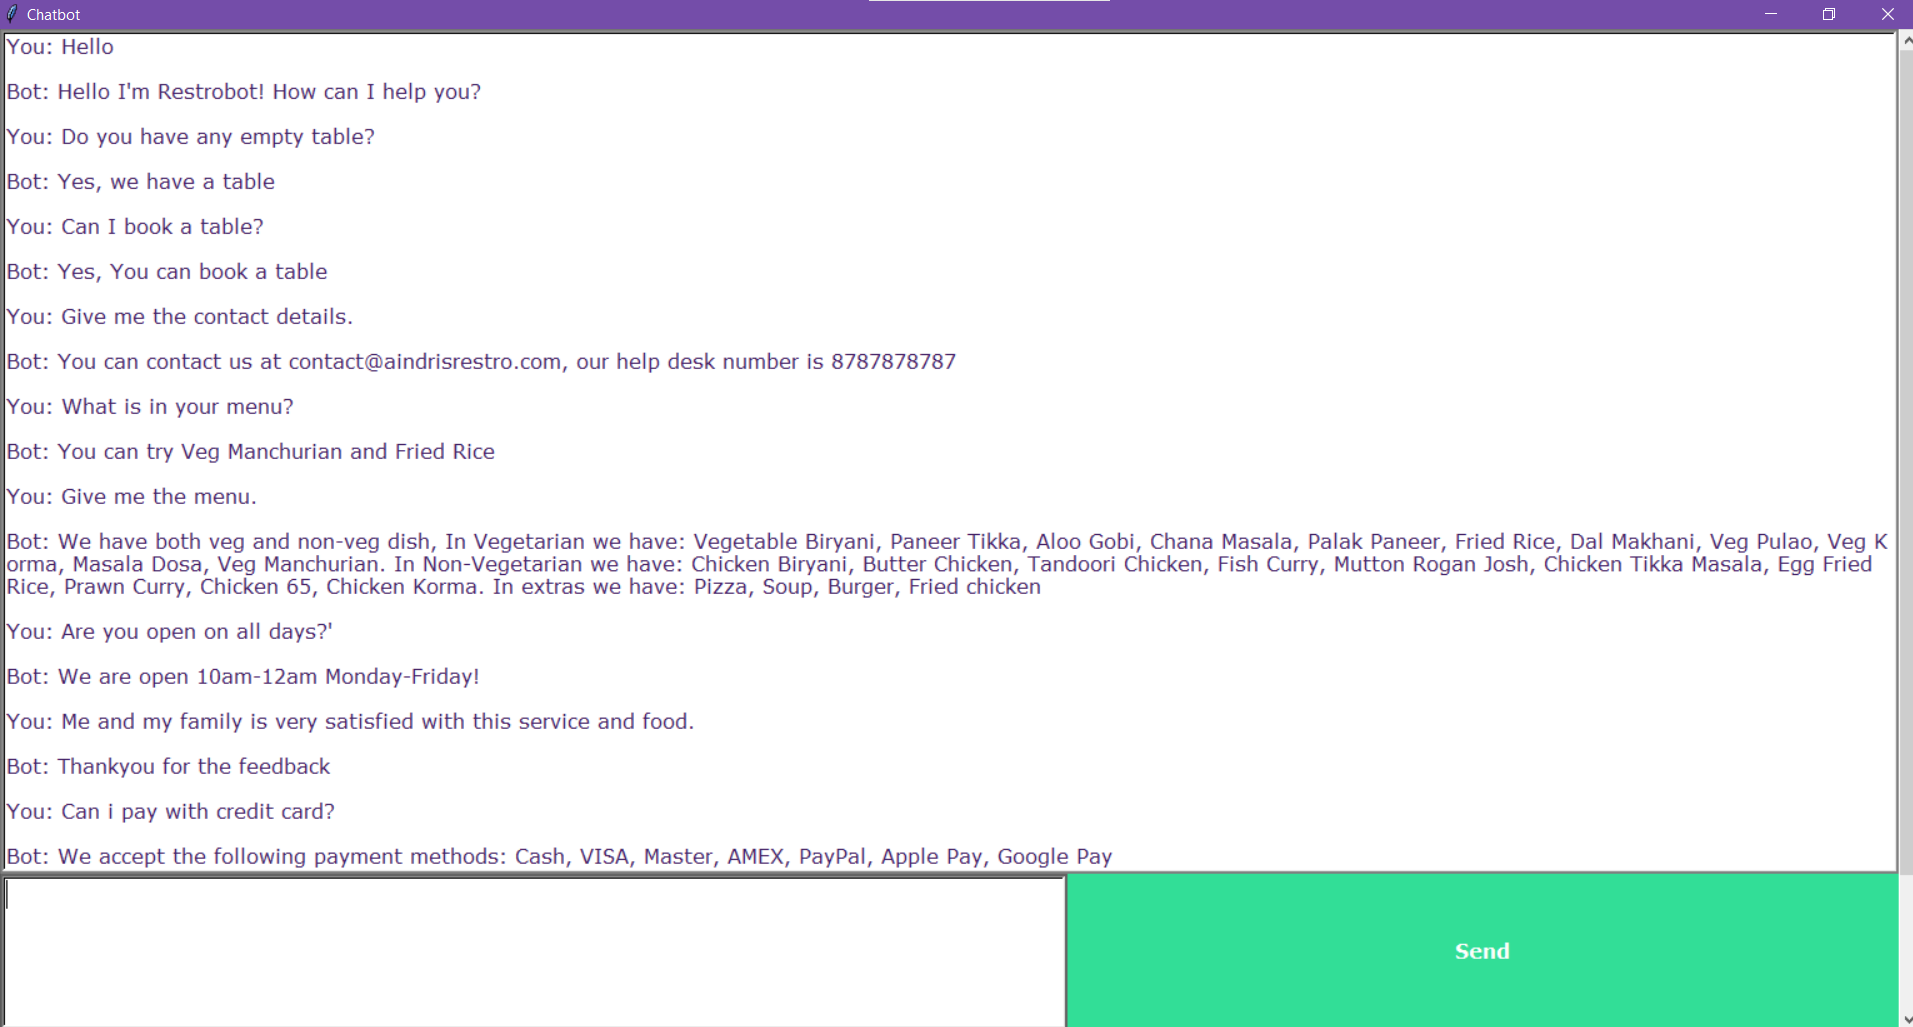 Chatbot
You: Hello
Bot: Hello I'm Restrobot! How can I help you?
You: Do you have any empty table?
Bot: Yes, we have a table
You: Can I book a table?
Bot: Yes, You can book a table
You: Give me the contact details.
Bot: You can contact us at contact@aindrisrestro.com, our help desk number is 8787878787
You: What is in your menu?
Bot: You can try Veg Manchurian and Fried Rice
You: Give me the menu.
Bot: We have both veg and non-veg dish, In Vegetarian we have: Vegetable Biryani, Paneer Tikka, Aloo Gobi, Chana Masala, Palak Paneer, Fried Rice, Dal Makhani, Veg Pulao, Veg K
orma, Masala Dosa, Veg Manchurian. In Non-Vegetarian we have: Chicken Biryani, Butter Chicken, Tandoori Chicken, Fish Curry, Mutton Rogan Josh, Chicken Tikka Masala, Egg Fried
Rice, Prawn Curry, Chicken 65, Chicken Korma. In extras we have: Pizza, Soup, Burger, Fried chicken
You: Are you open on all days?'
Bot: We are open 10am-12am Monday-Friday!
You: Me and my family is very satisfied with this service and food.
Bot: Thankyou for the feedback
You: Can i pay with credit card?
Bot: We accept the following payment methods: Cash, VISA, Master, AMEX, PayPal, Apple Pay, Google Pay
Send